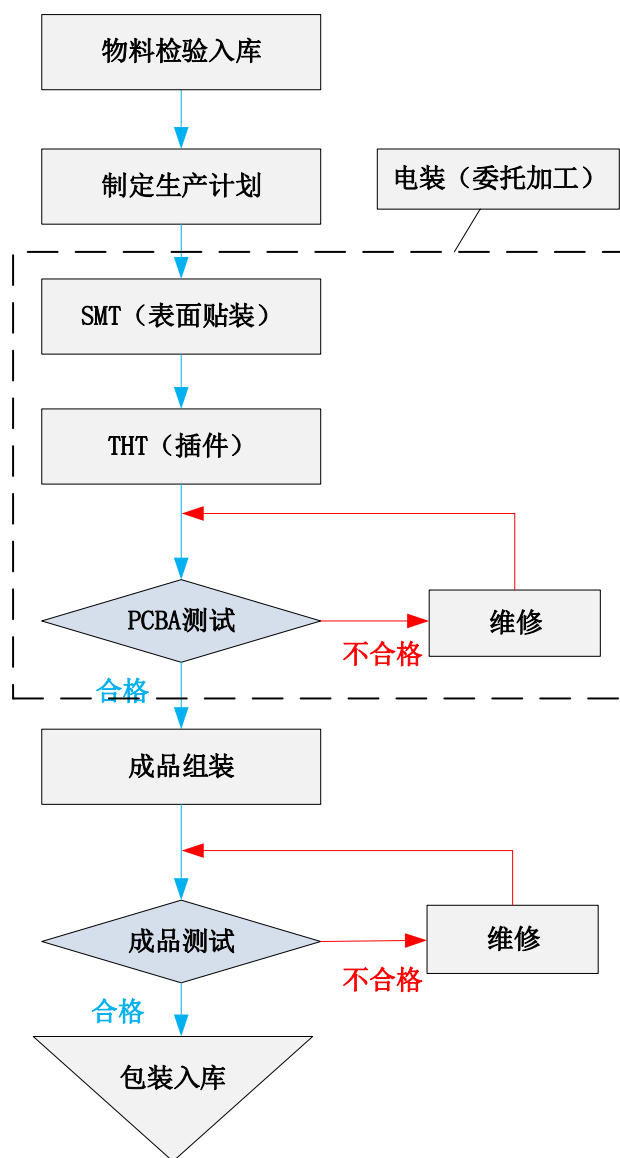 物料检验入库
制定生产计划
电装（委托加工）
SMT（表面贴装）
THT（插件）
PCBA测试
不合格
维修
合格
成品组装
成品测试
不合格
维修
合格
包装入库